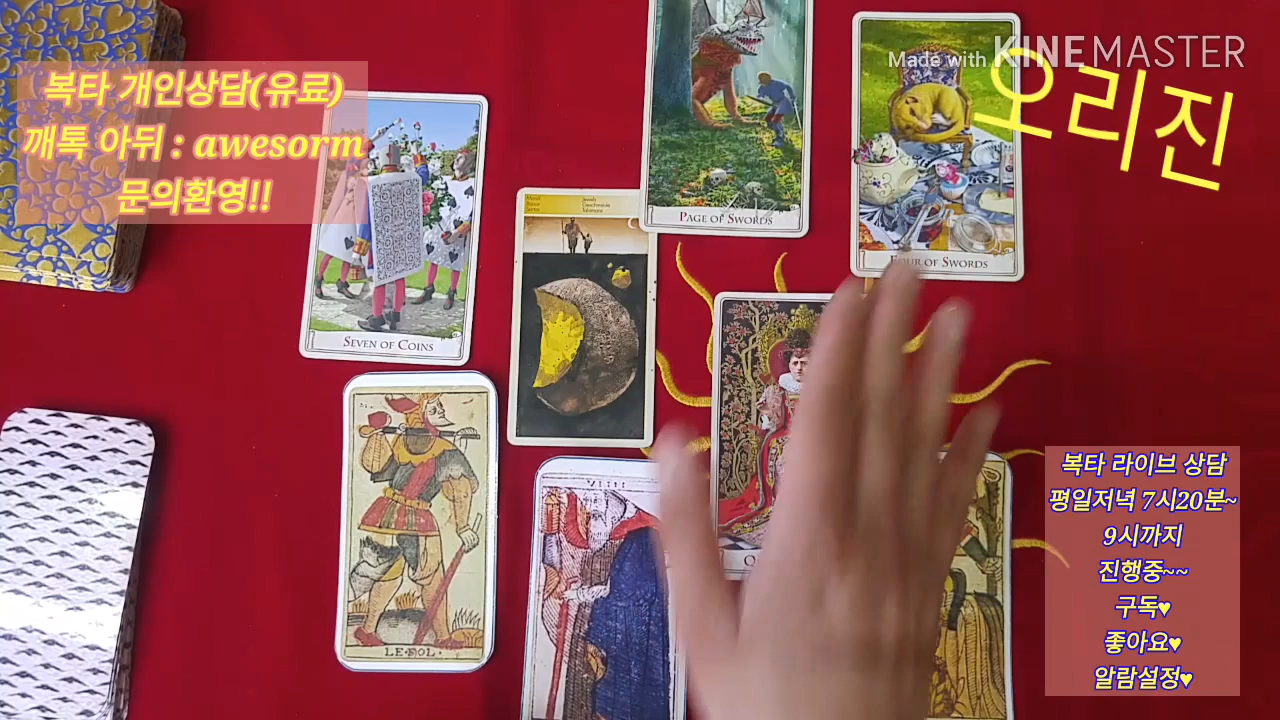 복타 개인상담(유료)
깨톡 아뒤 : awesorm
문의환영!!
Made with KINEMASTER
오리진
PAGE OF SWORDS
FOUR OF SWORDS
SEVEN OF COINS
VIIII
LE·FOL·
복타 라이브 상담
평일저녁 7시20분~
9시까지
진행중~~
구독♥
좋아요♥
알람설정♥